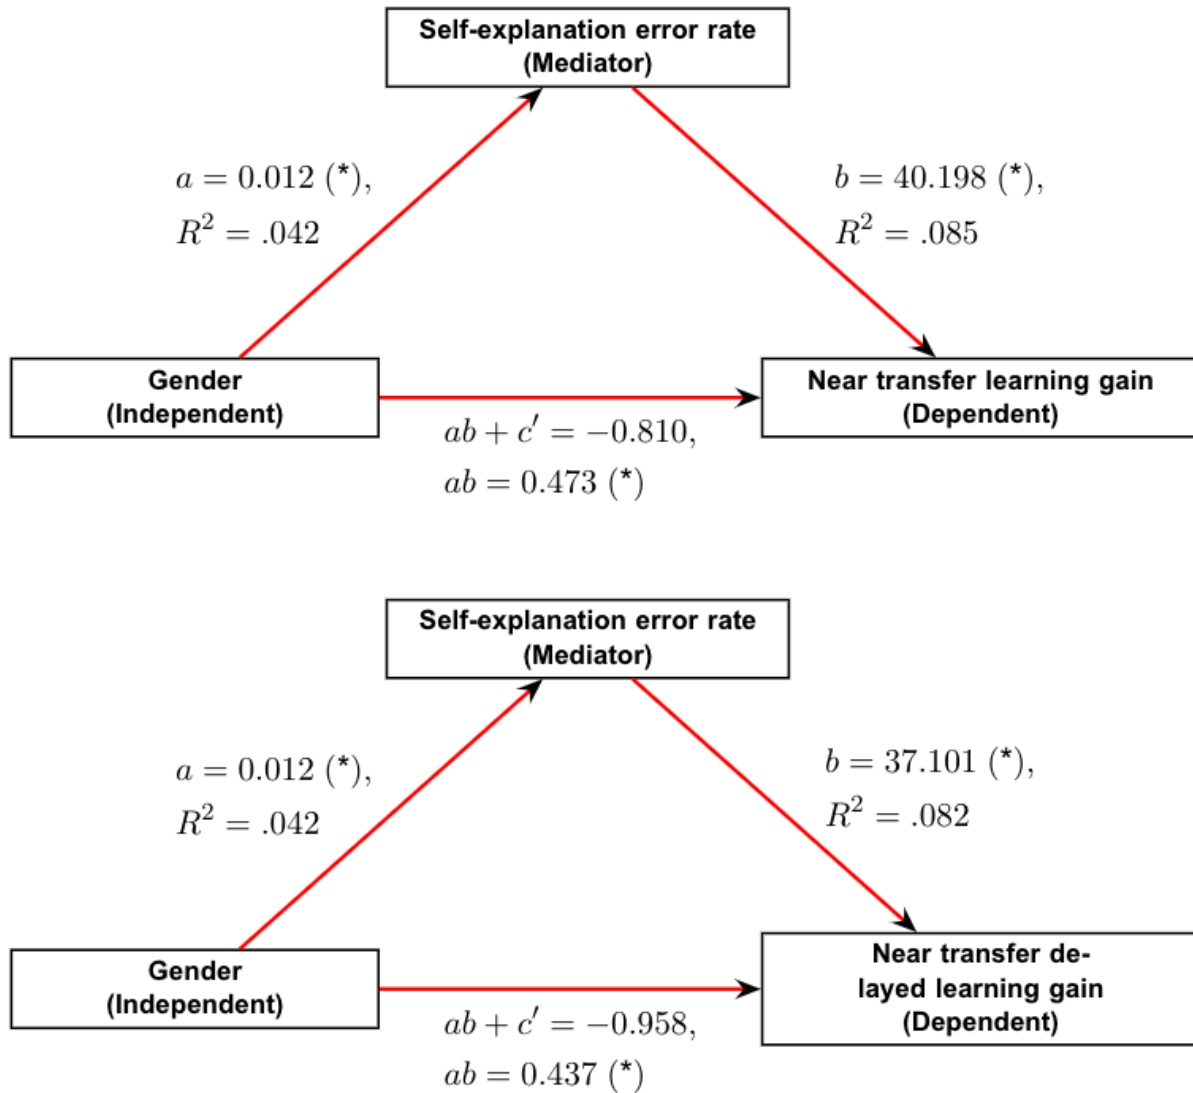 Self-explanation error rate
(Mediator)
a = 0.012 (*),
R² = .042
b = 40.198 (*),
R² = .085
Gender
(Independent)
Near transfer learning gain
(Dependent)
ab + c′ = −0.810,
ab = 0.473 (*)
Self-explanation error rate
(Mediator)
a = 0.012 (*),
R² = .042
b = 37.101 (*),
R² = .082
Gender
(Independent)
Near transfer de-
layed learning gain
(Dependent)
ab + c′ = −0.958,
ab = 0.437 (*)